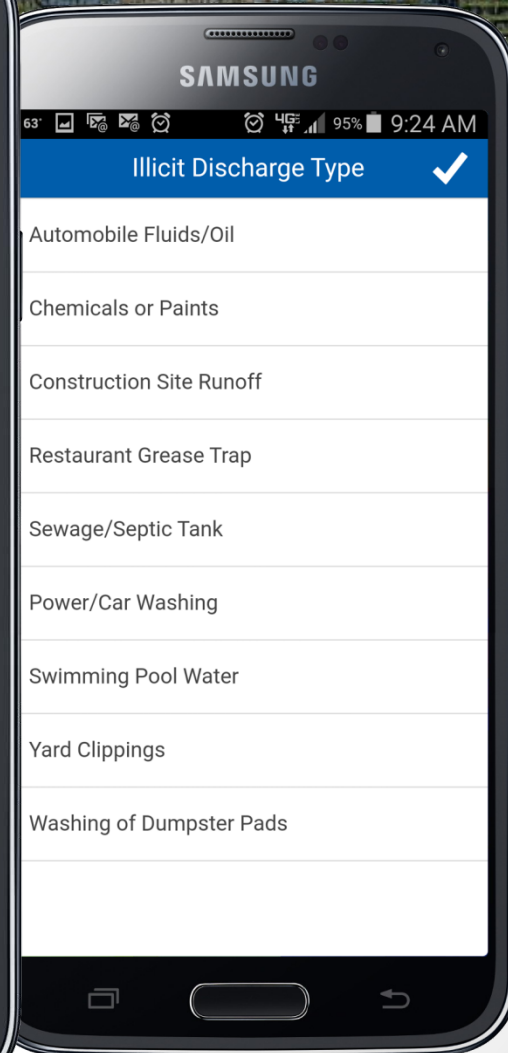 SAMSUNG
63° 4G 95% 9:24 AM
Illicit Discharge Type
Automobile Fluids/Oil
Chemicals or Paints
Construction Site Runoff
Restaurant Grease Trap
Sewage/Septic Tank
Power/Car Washing
Swimming Pool Water
Yard Clippings
Washing of Dumpster Pads